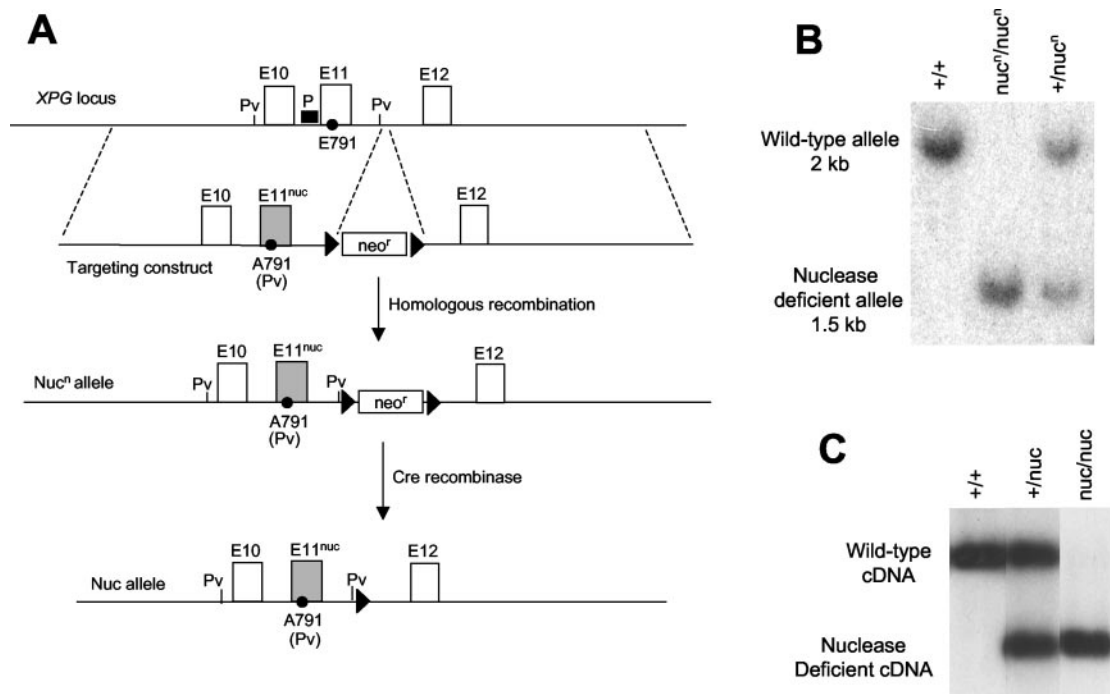 A
E10 E11 E12
Pv P Pv
XPG locus
E791
E10 E11nuc E12
neor
Targeting construct
A791
(Pv)
Homologous recombination
E10 E11nuc E12
Pv Pv
Nucn allele
neor
A791
(Pv)
Cre recombinase
E10 E11nuc E12
Pv Pv
Nuc allele
A791
(Pv)
B
+/+
nucn/nucn
+/nucn
Wild-type allele
2 kb
Nuclease
deficient allele
1.5 kb
C
+/+
+/nuc
nuc/nuc
Wild-type
cDNA
Nuclease
Deficient cDNA